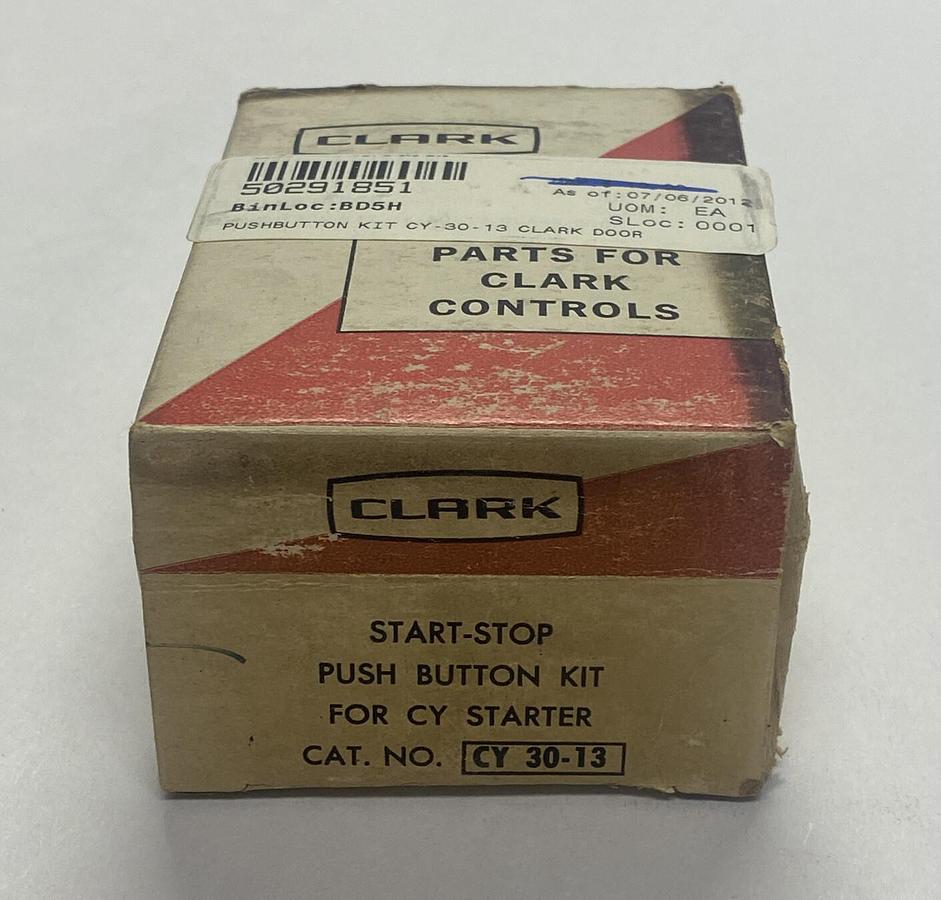 CLARK
50291851
As of:07/06/2012
BinLoc:BD5H
UOM: EA
SLoc: 0001
PUSHBUTTON KIT CY-30-13 CLARK DOOR
PARTS FOR
CLARK
CONTROLS
CLARK
START-STOP
PUSH BUTTON KIT
FOR CY STARTER
CAT. NO. CY 30-13